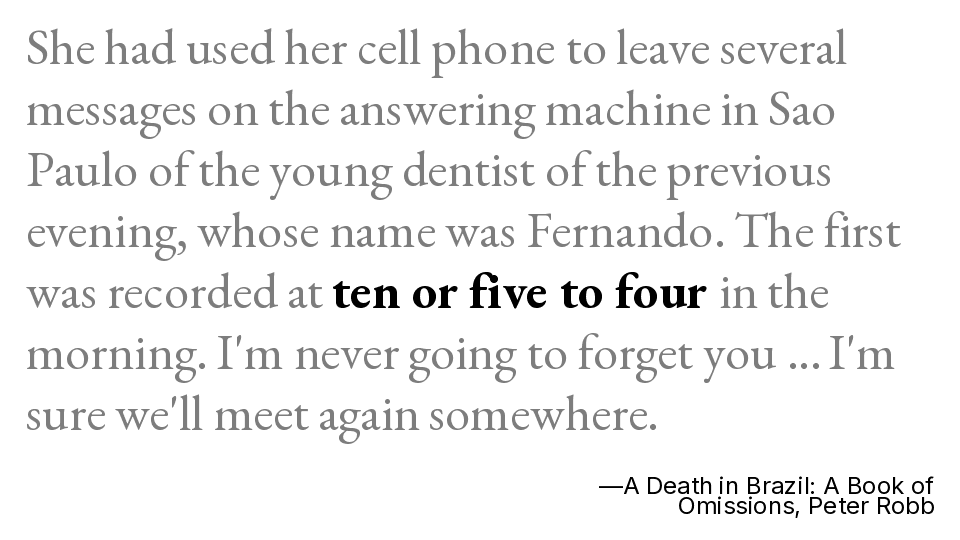 She had used her cell phone to leave several
messages on the answering machine in Sao
Paulo of the young dentist of the previous
evening, whose name was Fernando. The first
was recorded at ten or five to four in the
morning. I'm never going to forget you ... I'm
sure we'll meet again somewhere.
—A Death in Brazil: A Book of
Omissions, Peter Robb